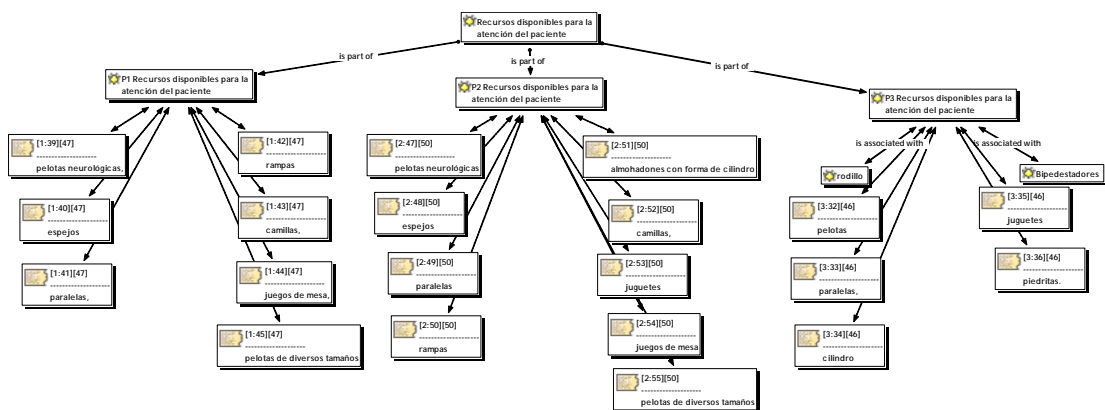 Recursos disponibles para la
atención del paciente
is part of
is part of
is part of
P1 Recursos disponibles para la
atención del paciente
P2 Recursos disponibles para la
atención del paciente
P3 Recursos disponibles para la
atención del paciente
[1:39][47]
pelotas neurológicas,
[1:40][47]
espejos
[1:41][47]
paralelas,
[1:42][47]
rampas
[1:43][47]
camillas,
[1:44][47]
juegos de mesa,
[1:45][47]
pelotas de diversos tamaños
[2:47][50]
pelotas neurológicas
[2:48][50]
espejos
[2:49][50]
paralelas
[2:50][50]
rampas
[2:51][50]
almohadones con forma de cilindro
[2:52][50]
camillas,
[2:53][50]
juguetes
[2:54][50]
juegos de mesa
[2:55][50]
pelotas de diversos tamaños
is associated with
is associated with
rodillo
Bipedestadores
[3:32][46]
pelotas
[3:33][46]
paralelas,
[3:34][46]
cilindro
[3:35][46]
juguetes
[3:36][46]
piedritas.